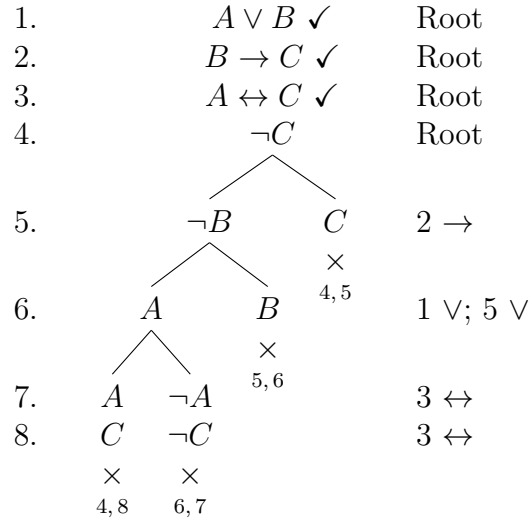 1. A ∨ B ✓ Root
2. B → C ✓ Root
3. A ↔ C ✓ Root
4. ¬C Root
5. ¬B C 2 →
×
4, 5
6. A B 1 ∨; 5 ∨
×
5, 6
7. A ¬A 3 ↔
8. C ¬C 3 ↔
× ×
4, 8 6, 7